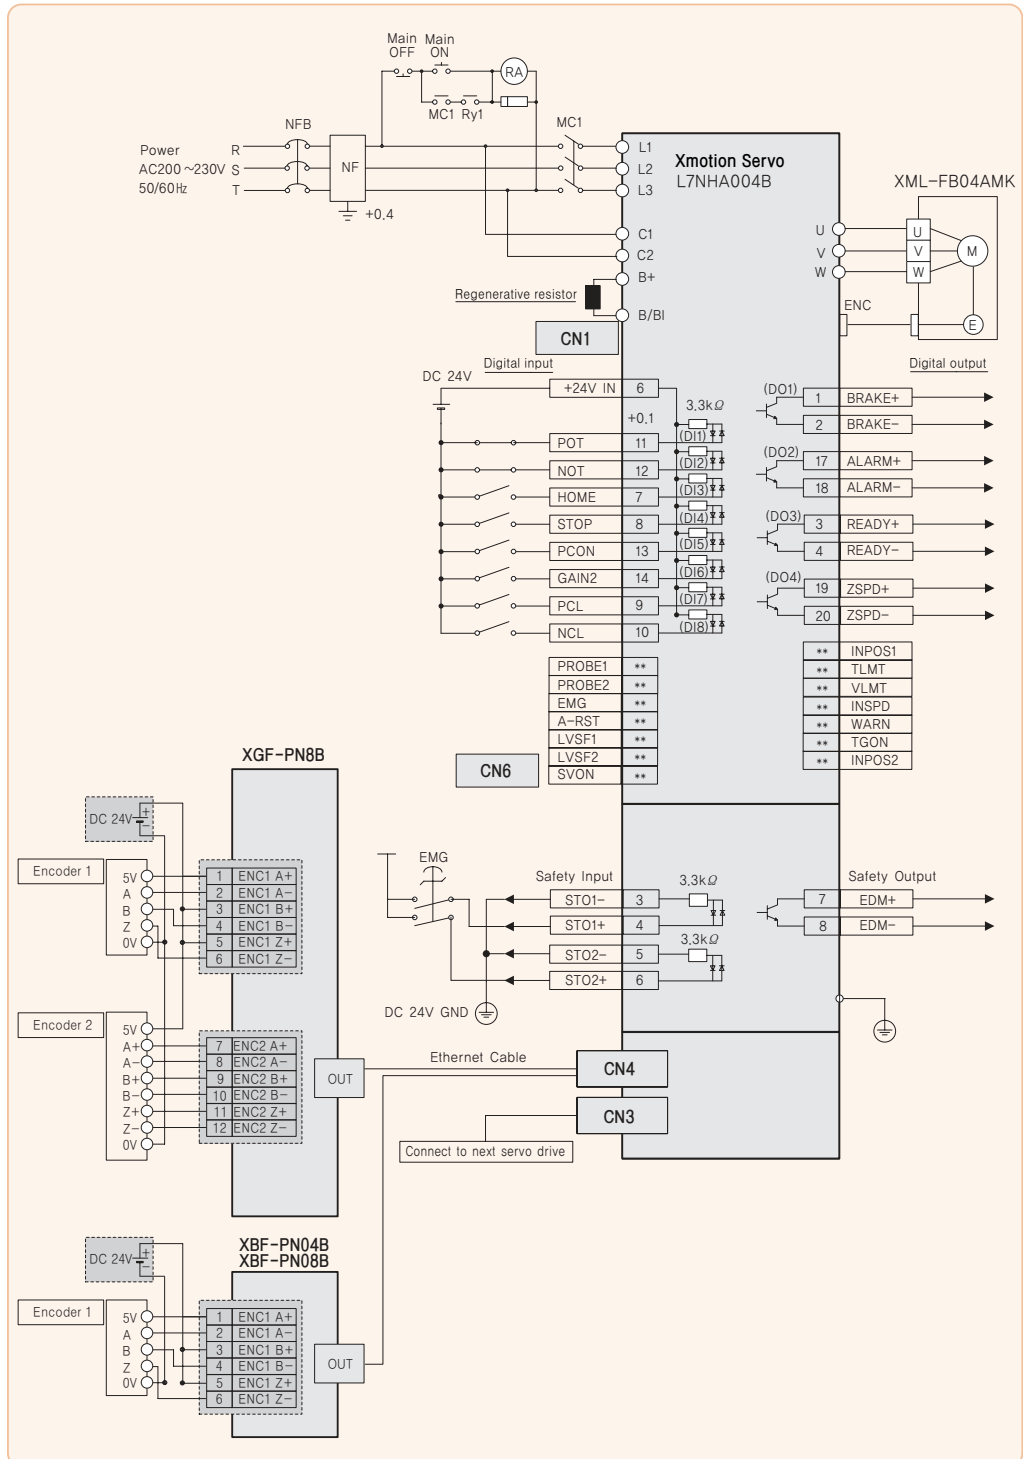 Main OFF
Main ON
RA
MC1 Ry1
NFB
MC1
Power
AC200 ~230V
50/60Hz
R
S
T
NF
+0.4
L1
L2
L3
C1
C2
B+
B/BI
Xmotion Servo
L7NHA004B
XML-FB04AMK
U
V
W
U
V
W
M
E
ENC
Regenerative resistor
CN1
Digital input
Digital output
DC 24V
+24V IN 6
+0.1
3.3kΩ
POT 11 (DI1)
NOT 12 (DI2)
HOME 7 (DI3)
STOP 8 (DI4)
PCON 13 (DI5)
GAIN2 14 (DI6)
PCL 9 (DI7)
NCL 10 (DI8)
(DO1) 1 BRAKE+
2 BRAKE-
(DO2) 17 ALARM+
18 ALARM-
(DO3) 3 READY+
4 READY-
(DO4) 19 ZSPD+
20 ZSPD-
PROBE1 **
PROBE2 **
EMG **
A-RST **
LVSF1 **
LVSF2 **
SVON **
** INPOS1
** TLMT
** VLMT
** INSPD
** WARN
** TGON
** INPOS2
CN6
XGF-PN8B
DC 24V
+
-
Encoder 1
5V
A
B
Z
0V
1 ENC1 A+
2 ENC1 A-
3 ENC1 B+
4 ENC1 B-
5 ENC1 Z+
6 ENC1 Z-
EMG
Safety Input
STO1- 3
STO1+ 4
STO2- 5
STO2+ 6
3.3kΩ
3.3kΩ
Safety Output
7 EDM+
8 EDM-
DC 24V GND
Encoder 2
5V
A+
A-
B+
B-
Z+
Z-
0V
7 ENC2 A+
8 ENC2 A-
9 ENC2 B+
10 ENC2 B-
11 ENC2 Z+
12 ENC2 Z-
OUT
Ethernet Cable
CN4
CN3
Connect to next servo drive
XBF-PN04B
XBF-PN08B
DC 24V
+
-
Encoder 1
5V
A
B
Z
0V
1 ENC1 A+
2 ENC1 A-
3 ENC1 B+
4 ENC1 B-
5 ENC1 Z+
6 ENC1 Z-
OUT